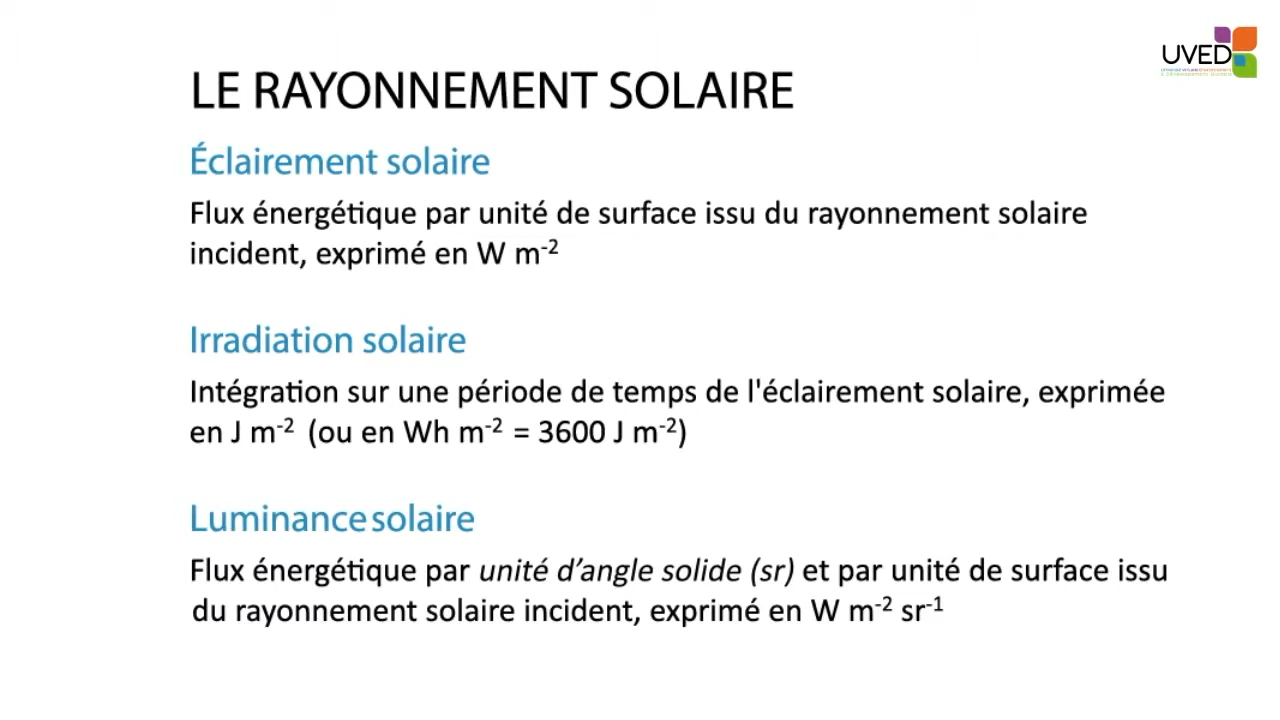 UVED
LE RAYONNEMENT SOLAIRE
Éclairement solaire
Flux énergétique par unité de surface issu du rayonnement solaire
incident, exprimé en W m⁻²
Irradiation solaire
Intégration sur une période de temps de l'éclairement solaire, exprimée
en J m⁻² (ou en Wh m⁻² = 3600 J m⁻²)
Luminance solaire
Flux énergétique par unité d’angle solide (sr) et par unité de surface issu
du rayonnement solaire incident, exprimé en W m⁻² sr⁻¹